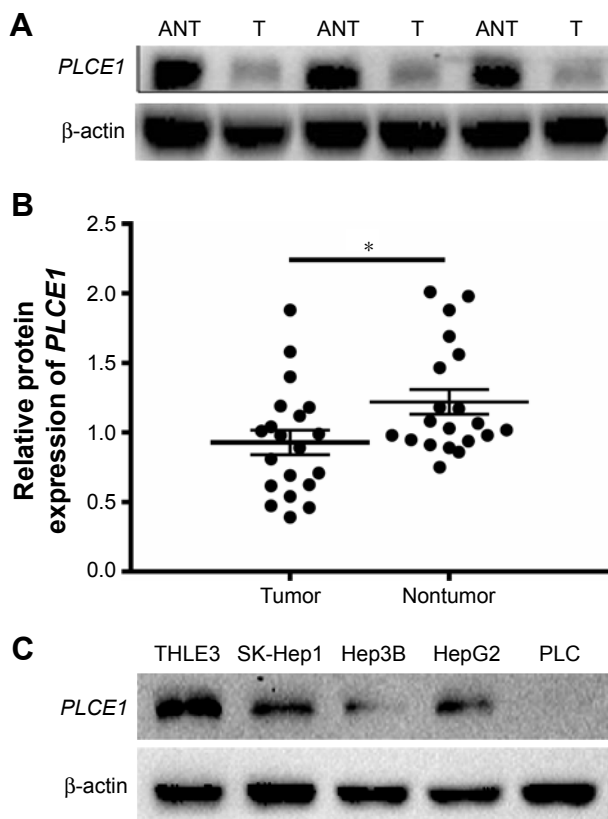 A
ANT T ANT T ANT T
PLCE1
β-actin
B
Relative protein
expression of PLCE1
2.5
2.0
1.5
1.0
0.5
0.0
*
Tumor Nontumor
C
THLE3 SK-Hep1 Hep3B HepG2 PLC
PLCE1
β-actin